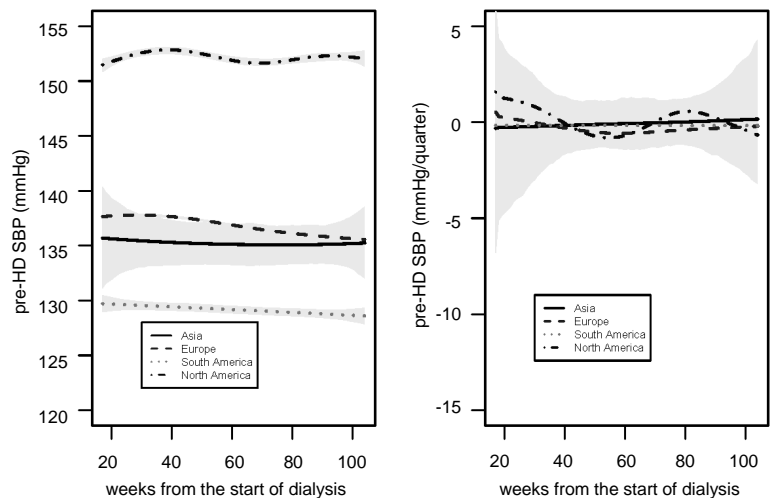 155
150
145
140
135
130
125
120
pre-HD SBP (mmHg)
Asia
Europe
South America
North America
20 40 60 80 100
weeks from the start of dialysis
5
0
-5
-10
-15
pre-HD SBP (mmHg/quarter)
Asia
Europe
South America
North America
20 40 60 80 100
weeks from the start of dialysis